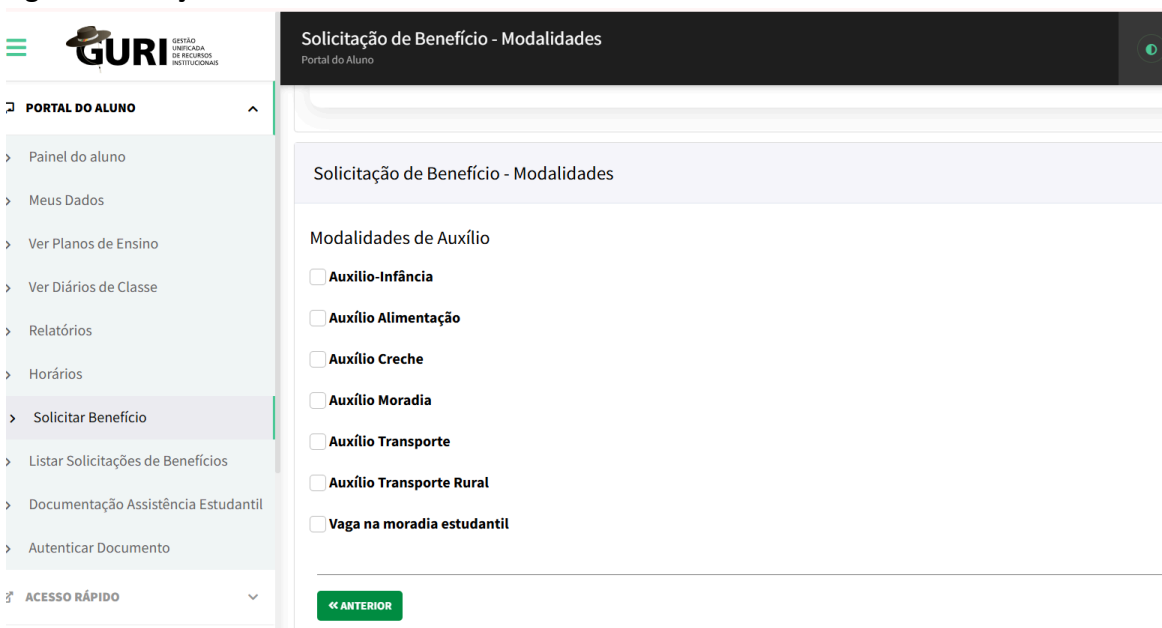 GURI
GESTÃO
UNIFICADA
DE RECURSOS
INSTITUCIONAIS
Solicitação de Benefício - Modalidades
Portal do Aluno
PORTAL DO ALUNO
Painel do aluno
Meus Dados
Ver Planos de Ensino
Ver Diários de Classe
Relatórios
Horários
Solicitar Benefício
Listar Solicitações de Benefícios
Documentação Assistência Estudantil
Autenticar Documento
ACESSO RÁPIDO
Solicitação de Benefício - Modalidades
Modalidades de Auxílio
Auxilio-Infância
Auxílio Alimentação
Auxílio Creche
Auxílio Moradia
Auxílio Transporte
Auxílio Transporte Rural
Vaga na moradia estudantil
« ANTERIOR